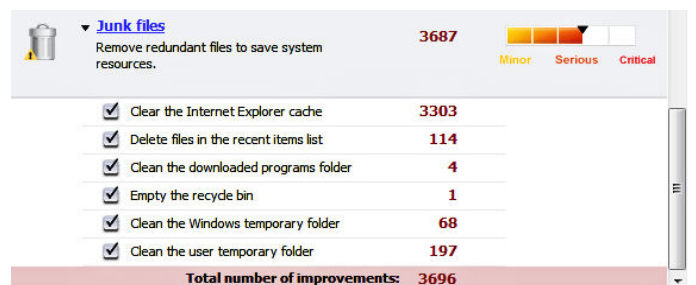 Junk files 3687
Remove redundant files to save system
resources.
Minor Serious Critical
Clear the Internet Explorer cache 3303
Delete files in the recent items list 114
Clean the downloaded programs folder 4
Empty the recycle bin 1
Clean the Windows temporary folder 68
Clean the user temporary folder 197
Total number of improvements: 3696